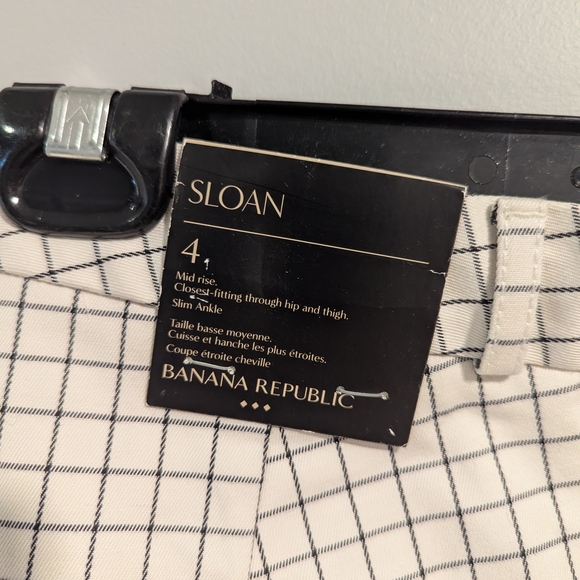 SLOAN
4
Mid rise.
Closest-fitting through hip and thigh.
Slim Ankle
Taille basse moyenne.
Cuisse et hanche les plus étroites.
Coupe étroite cheville
BANANA REPUBLIC